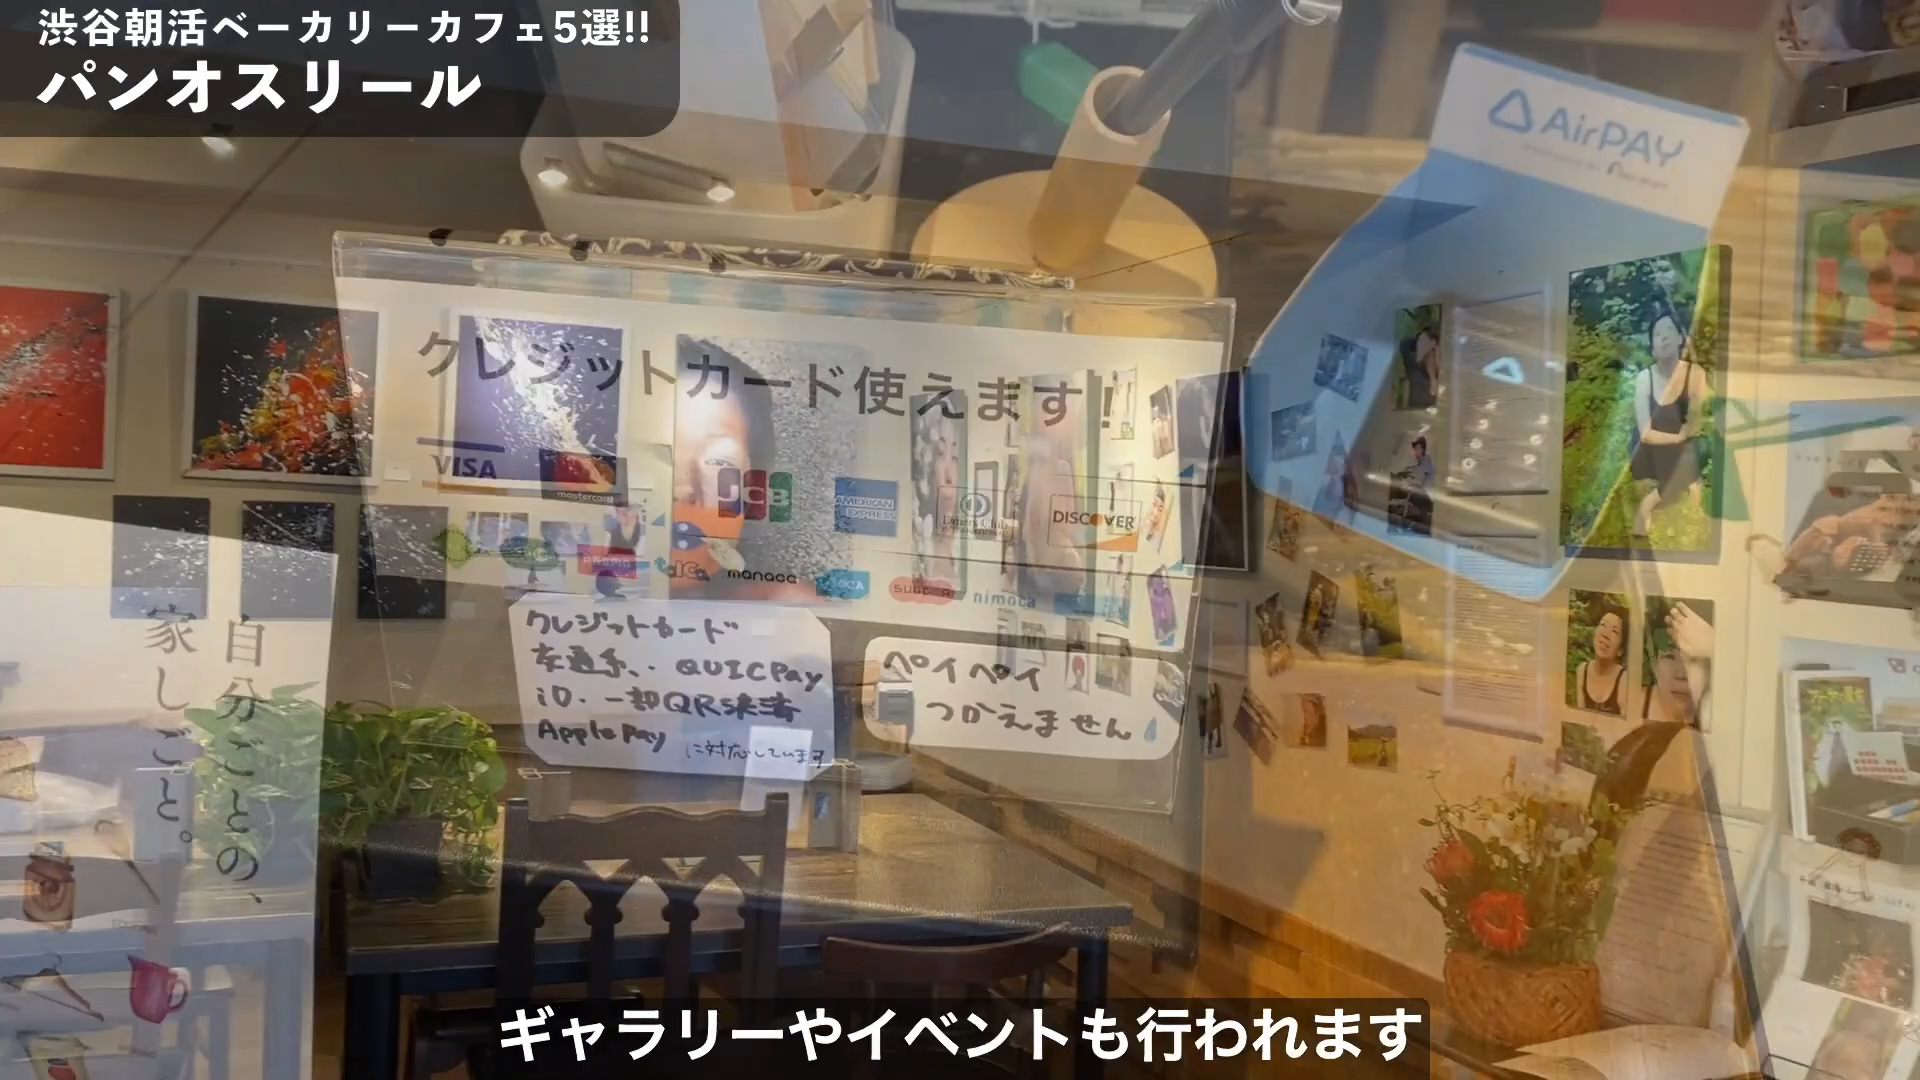 渋谷朝活ベーカリーカフェ5選!!
パンオスリール
AirPAY
クレジットカード使えます!
VISA
mastercard
JCB
AMERICAN EXPRESS
Diners Club
DISCOVER
manaca
nimoca
クレジットカード
交通系、QUICPay
iD・一部QR決済
Apple Pay に対応しています
ペイペイ
つかえません
自分ごとの、
家しごと。
ギャラリーやイベントも行われます